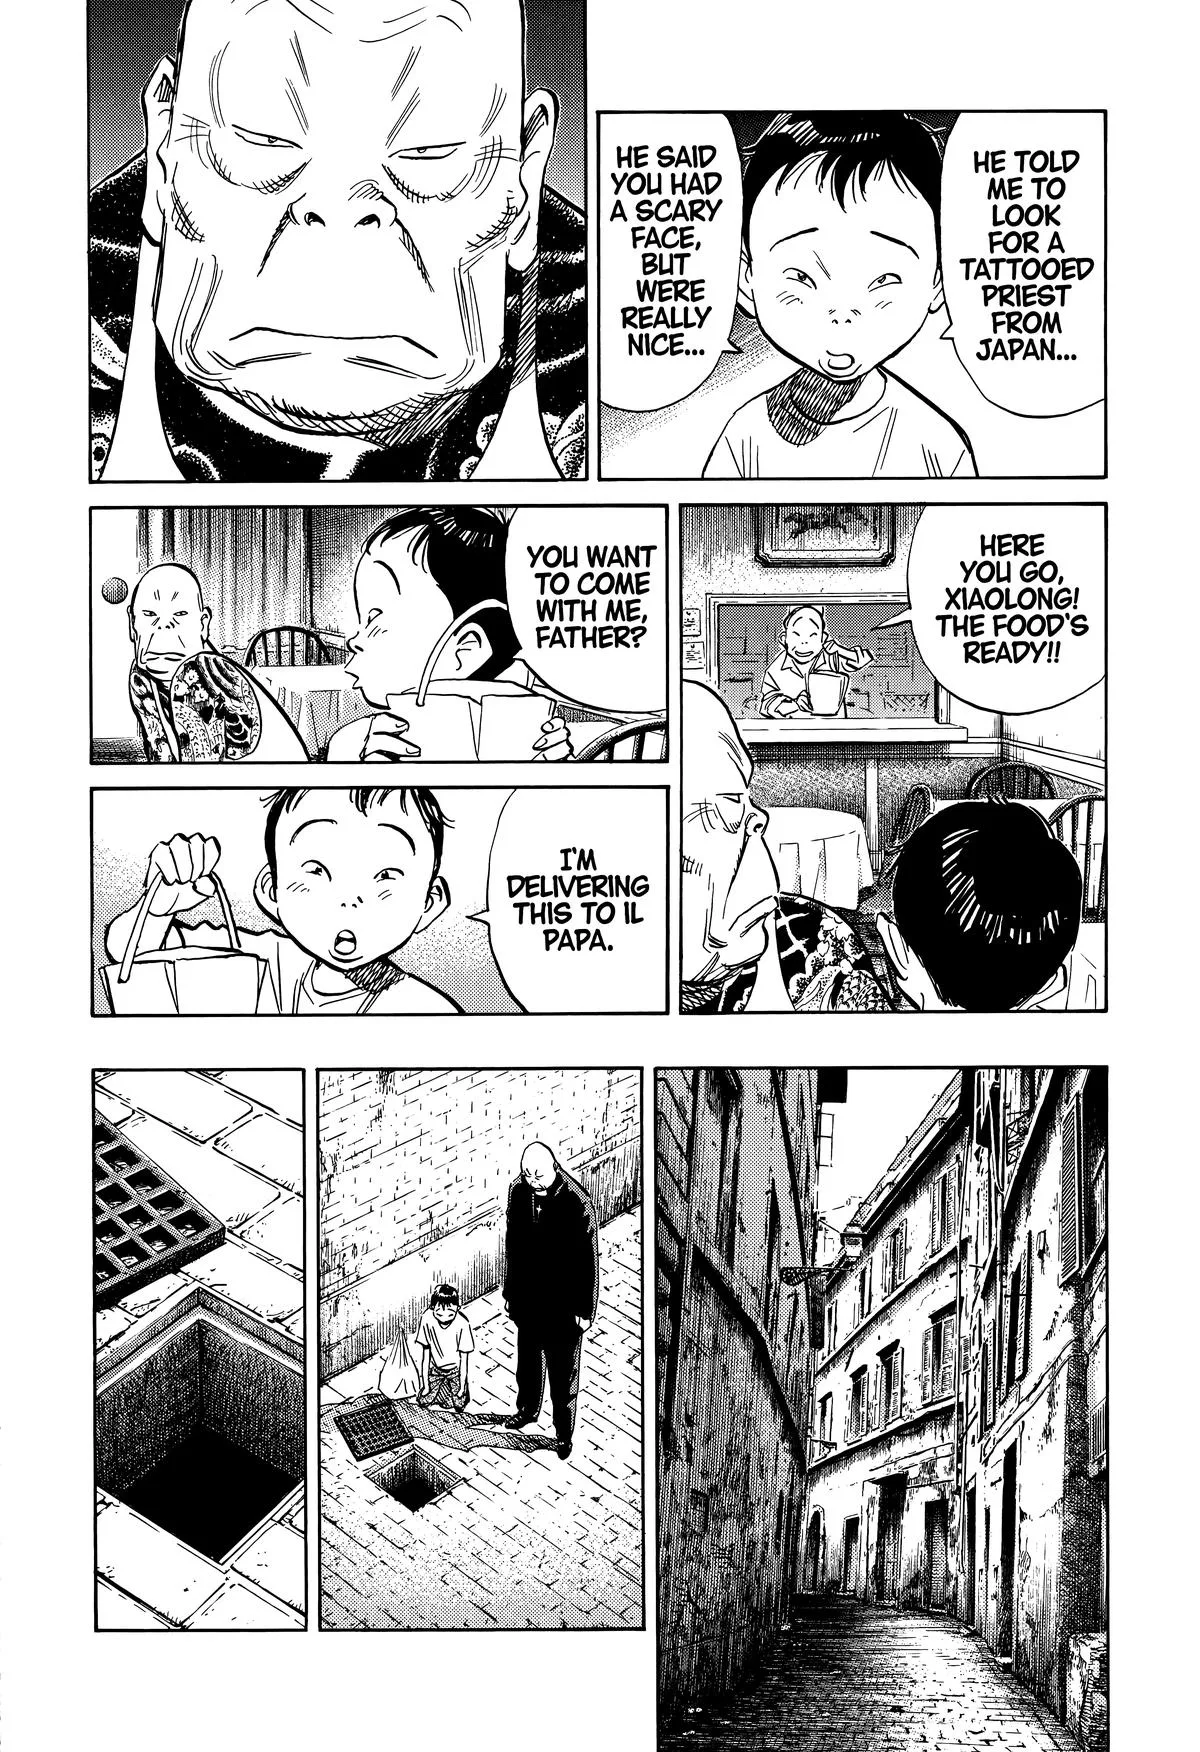 HE TOLD
ME TO
LOOK
FOR A
TATTOOED
PRIEST
FROM
JAPAN...
HE SAID
YOU HAD
A SCARY
FACE,
BUT
WERE
REALLY
NICE...
HERE
YOU GO,
XIAOLONG!
THE FOOD'S
READY!!
YOU WANT
TO COME
WITH ME,
FATHER?
I'M
DELIVERING
THIS TO IL
PAPA.